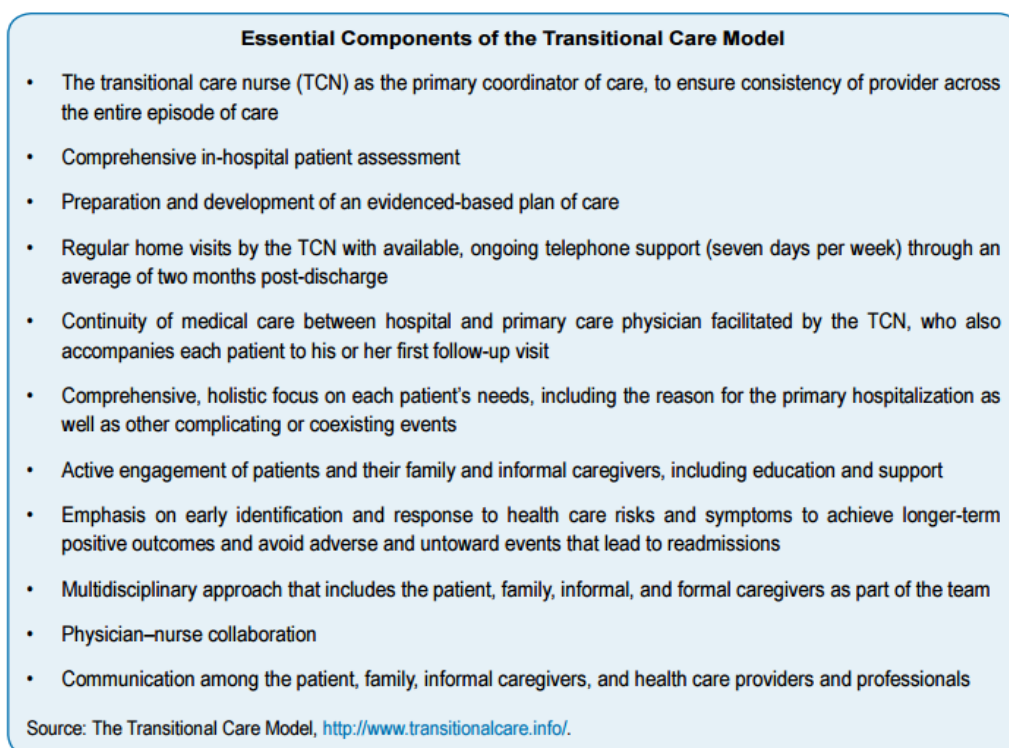 Essential Components of the Transitional Care Model
• The transitional care nurse (TCN) as the primary coordinator of care, to ensure consistency of provider across
the entire episode of care
• Comprehensive in-hospital patient assessment
• Preparation and development of an evidenced-based plan of care
• Regular home visits by the TCN with available, ongoing telephone support (seven days per week) through an
average of two months post-discharge
• Continuity of medical care between hospital and primary care physician facilitated by the TCN, who also
accompanies each patient to his or her first follow-up visit
• Comprehensive, holistic focus on each patient's needs, including the reason for the primary hospitalization as
well as other complicating or coexisting events
• Active engagement of patients and their family and informal caregivers, including education and support
• Emphasis on early identification and response to health care risks and symptoms to achieve longer-term
positive outcomes and avoid adverse and untoward events that lead to readmissions
• Multidisciplinary approach that includes the patient, family, informal, and formal caregivers as part of the team
• Physician–nurse collaboration
• Communication among the patient, family, informal caregivers, and health care providers and professionals
Source: The Transitional Care Model, http://www.transitionalcare.info/.